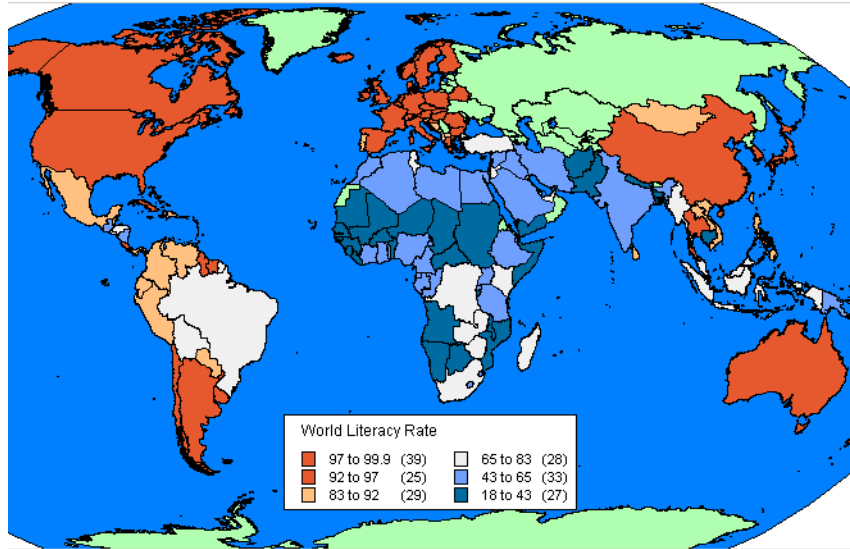 World Literacy Rate
97 to 99.9 (39) 65 to 83 (28)
92 to 97 (25) 43 to 65 (33)
83 to 92 (29) 18 to 43 (27)